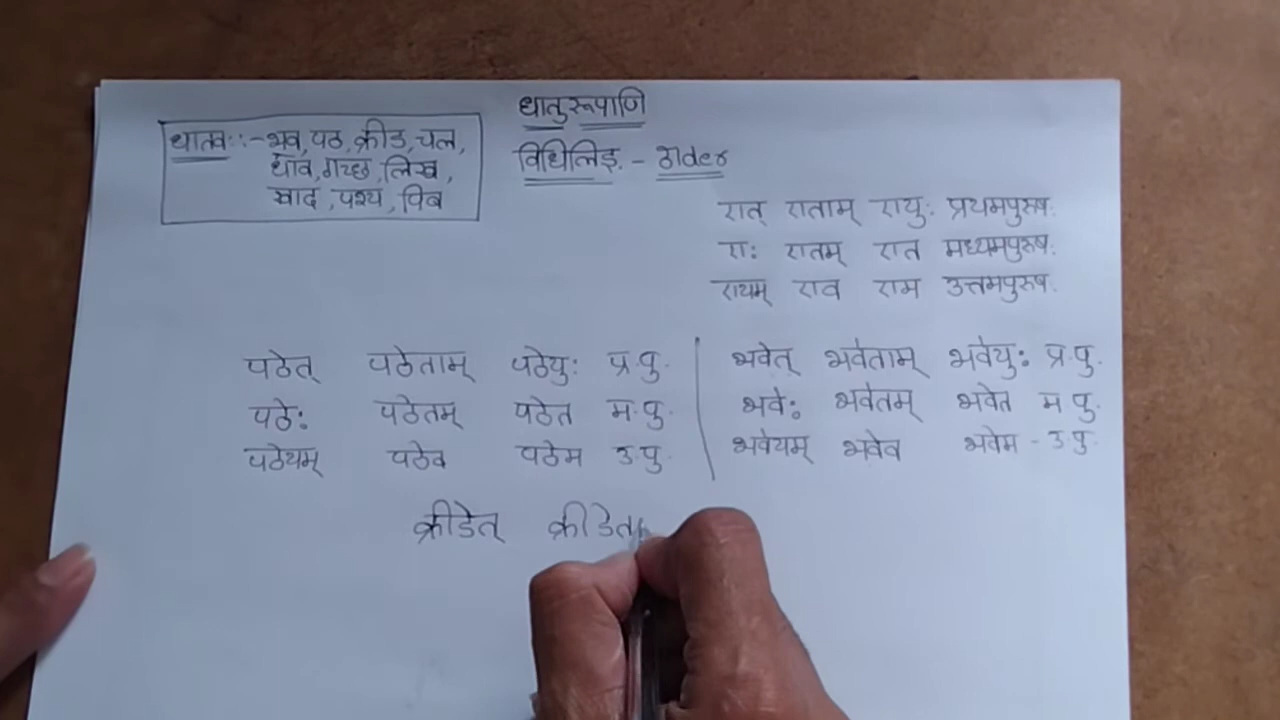 धातुरूपाणि
धातवः :- भव, पठ, क्रीड, चल,
धाव, गच्छ, लिख,
खाद, पश्य, पिब
विधिलिङ् - order
एत् एताम् एयुः प्रथमपुरुषः
एः एतम् एत मध्यमपुरुषः
एयम् एव एम उत्तमपुरुषः
पठेत् पठेताम् पठेयुः प्र.पु.
पठेः पठेतम् पठेत म.पु.
पठेयम् पठेव पठेम उ.पु.
भवेत् भवेताम् भवेयुः प्र.पु.
भवेः भवेतम् भवेत म पु.
भवेयम् भवेव भवेम - उ.पु.
क्रीडेत् क्रीडेता